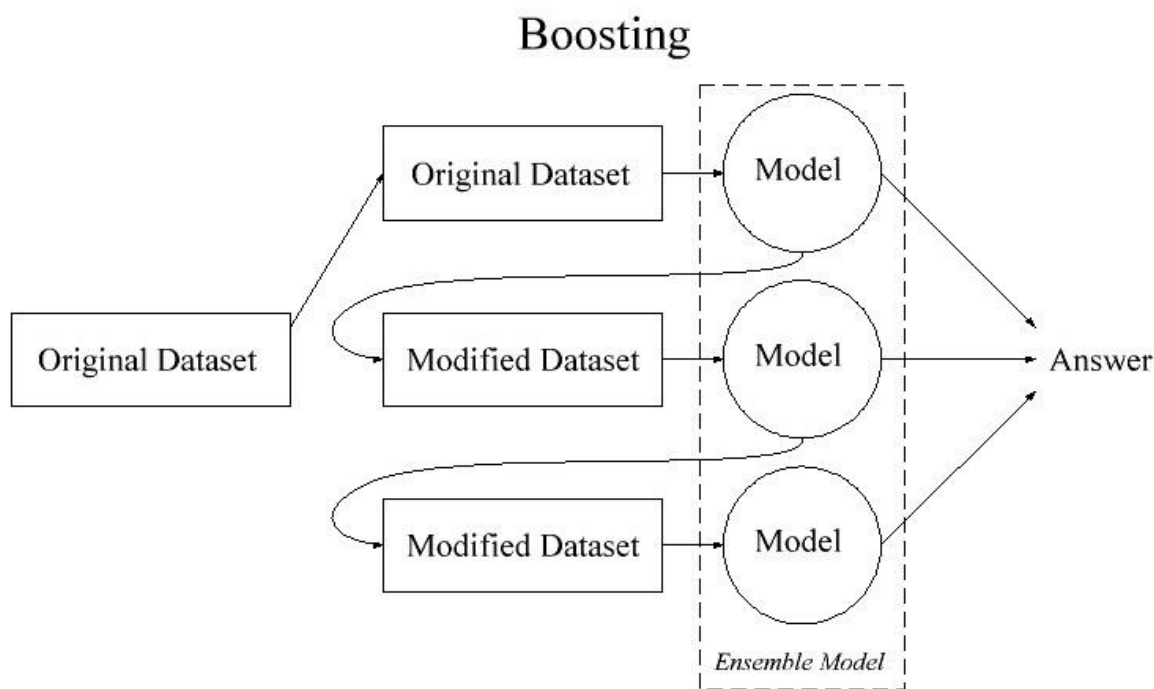 Boosting
Original Dataset
Model
Original Dataset
Modified Dataset
Model
Answer
Modified Dataset
Model
Ensemble Model